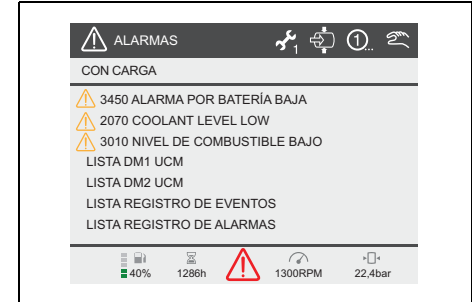 ALARMAS
1
1...
CON CARGA
3450 ALARMA POR BATERÍA BAJA
2070 COOLANT LEVEL LOW
3010 NIVEL DE COMBUSTIBLE BAJO
LISTA DM1 UCM
LISTA DM2 UCM
LISTA REGISTRO DE EVENTOS
LISTA REGISTRO DE ALARMAS
40% 1286h 1300RPM 22,4bar